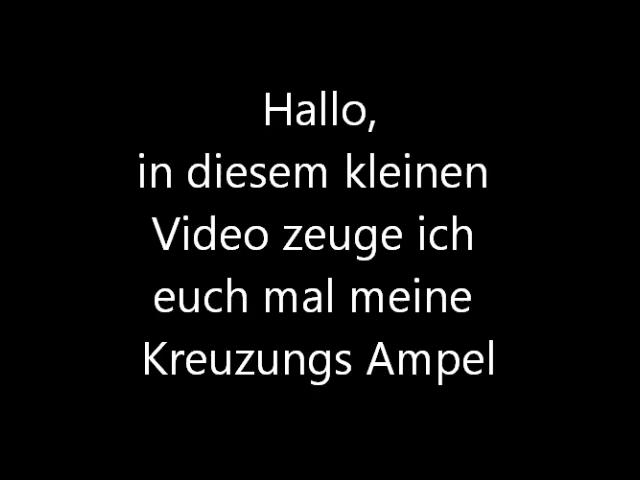 Hallo,
in diesem kleinen
Video zeuge ich
euch mal meine
Kreuzungs Ampel